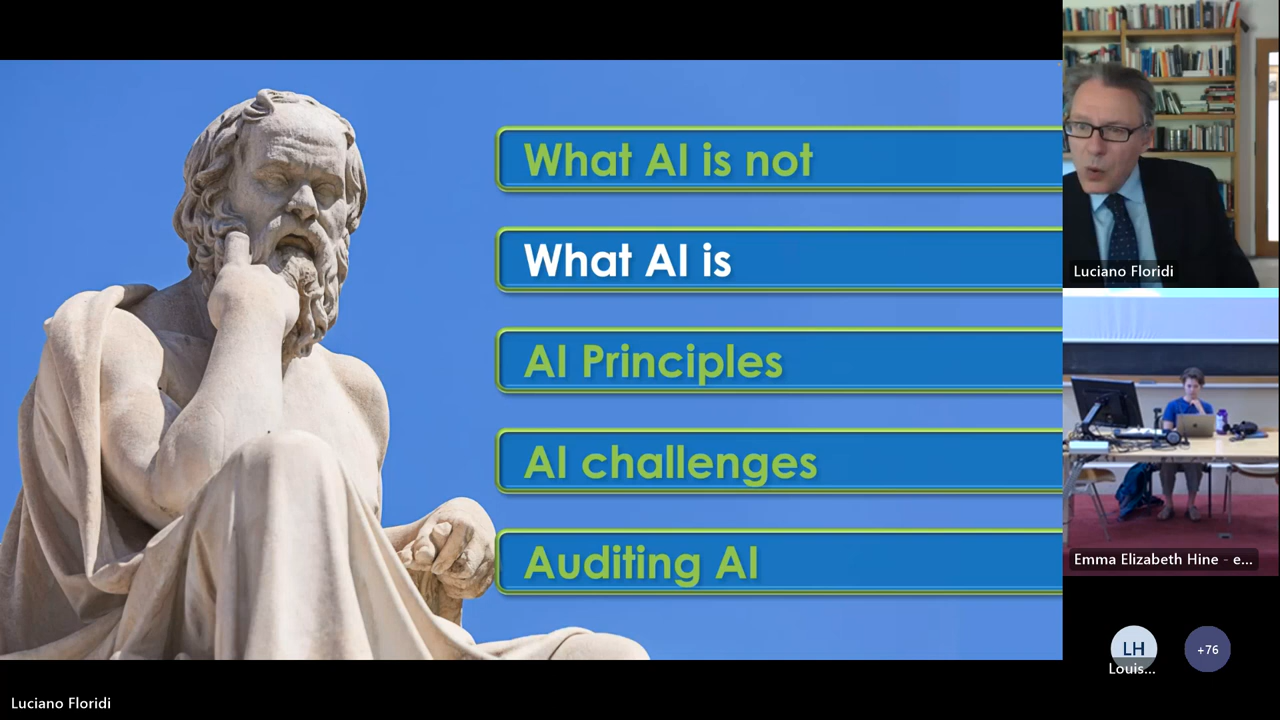 What AI is not
What AI is
AI Principles
AI challenges
Auditing AI
Luciano Floridi
Emma Elizabeth Hine - e...
LH
Louis...
+76
Luciano Floridi